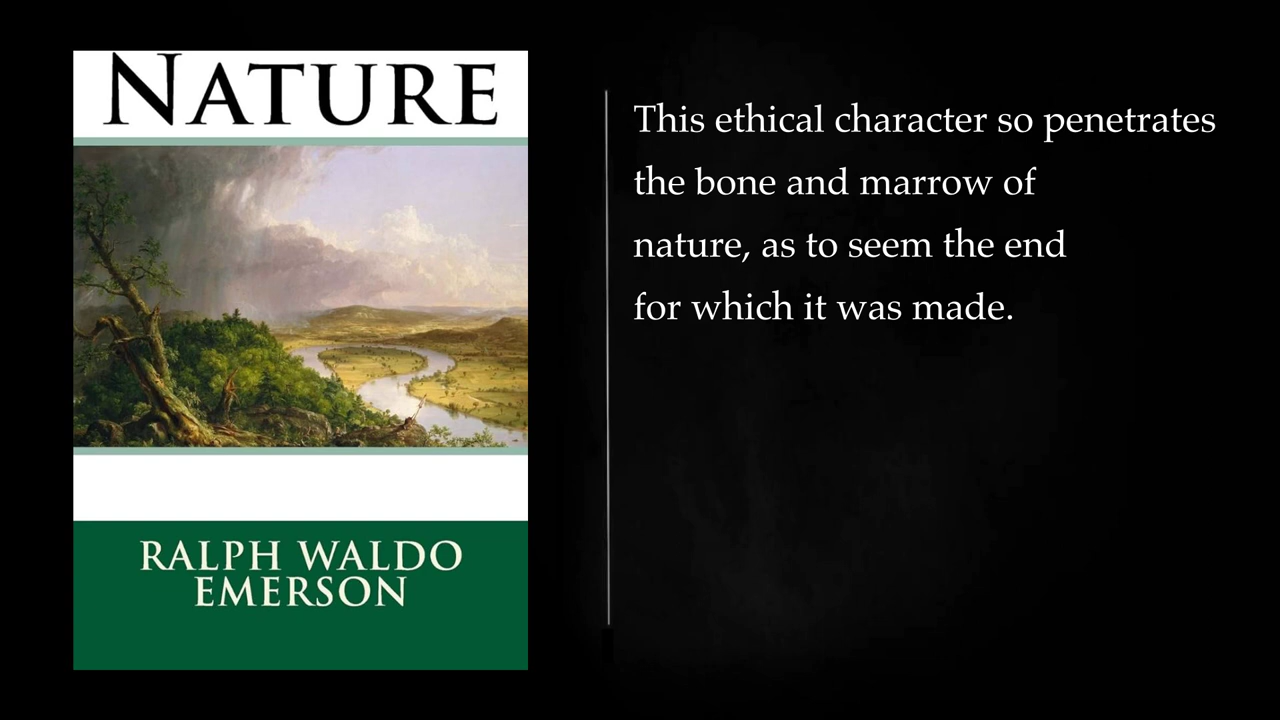 NATURE
RALPH WALDO
EMERSON
This ethical character so penetrates
the bone and marrow of
nature, as to seem the end
for which it was made.